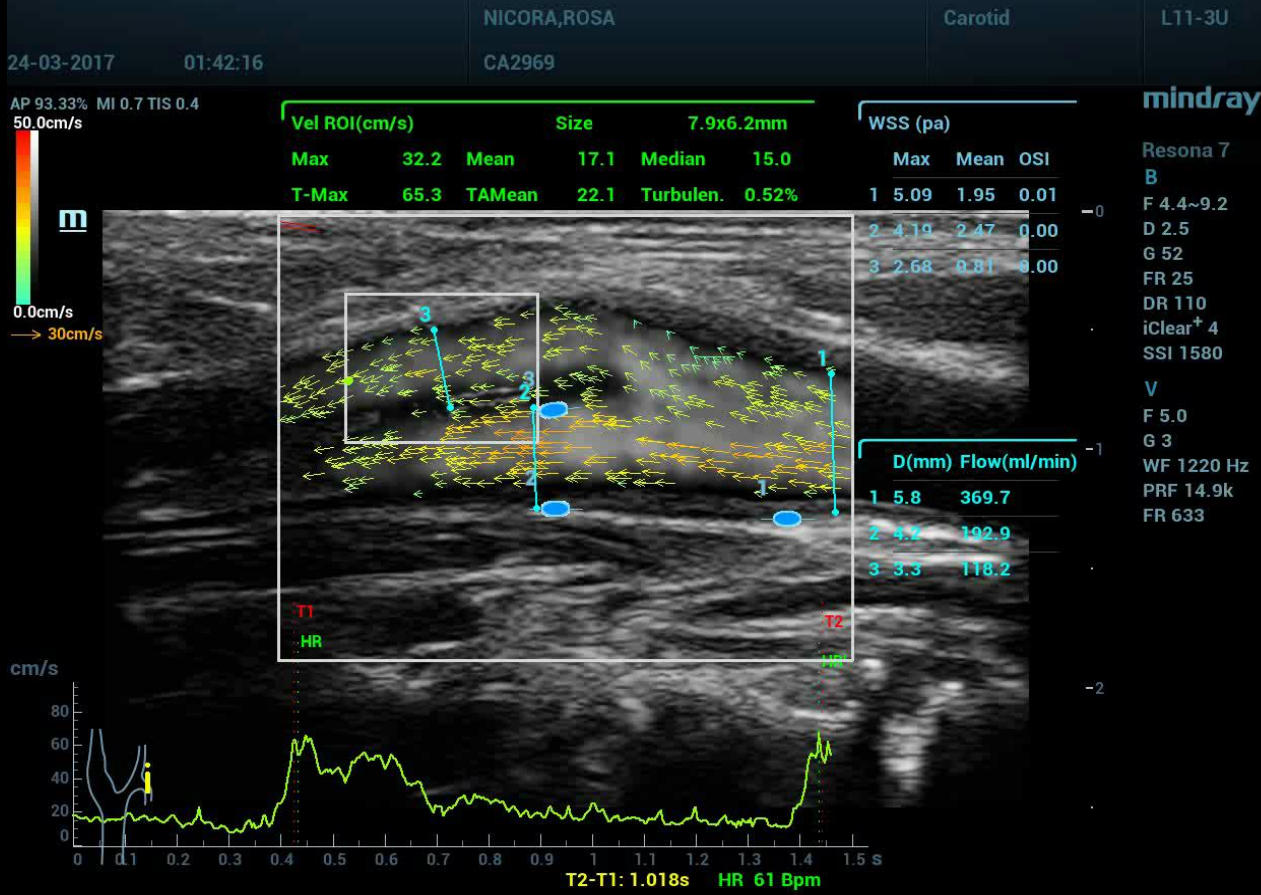 NICORA,ROSA Carotid L11-3U
24-03-2017 01:42:16 CA2969
AP 93.33% MI 0.7 TIS 0.4
50.0cm/s
m
0.0cm/s
30cm/s
Vel ROI(cm/s) Size 7.9x6.2mm
Max 32.2 Mean 17.1 Median 15.0
T-Max 65.3 TAMean 22.1 Turbulen. 0.52%
WSS (pa)
Max Mean OSI
1 5.09 1.95 0.01
2 4.19 2.47 0.00
3 2.68 0.81 0.00
mindray
Resona 7
B
F 4.4~9.2
D 2.5
G 52
FR 25
DR 110
iClear+ 4
SSI 1580
V
F 5.0
G 3
WF 1220 Hz
PRF 14.9k
FR 633
0
1
2
3
3
2
1
2
1
D(mm) Flow(ml/min)
1 5.8 369.7
2 4.2 192.9
3 3.3 118.2
T1
HR
T2
HR'
cm/s
80
60
40
20
0
0 0.1 0.2 0.3 0.4 0.5 0.6 0.7 0.8 0.9 1 1.1 1.2 1.3 1.4 1.5 s
T2-T1: 1.018s HR 61 Bpm